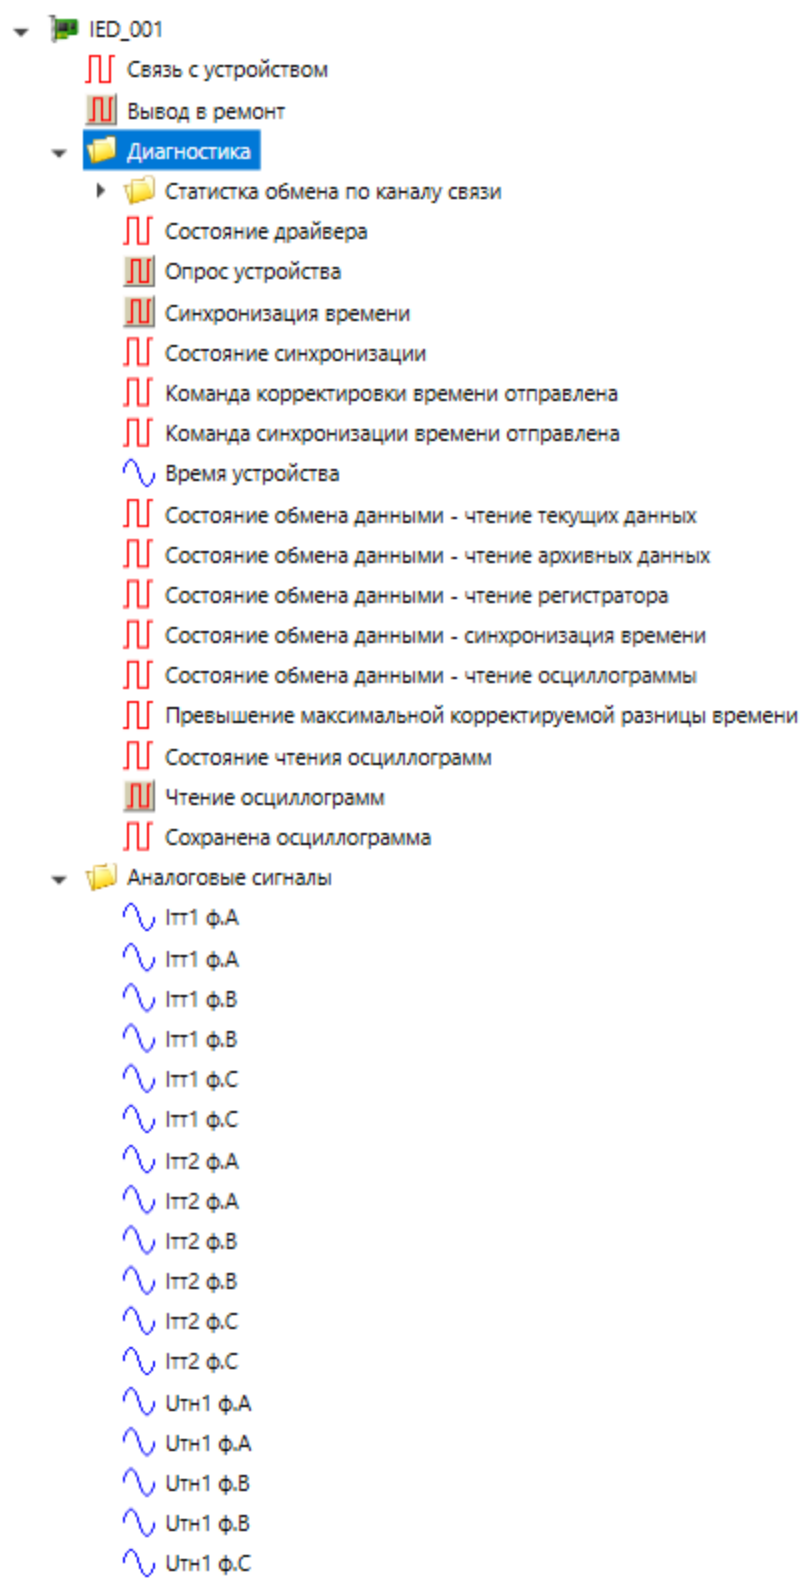 IED_001
Связь с устройством
Вывод в ремонт
Диагностика
Статистка обмена по каналу связи
Состояние драйвера
Опрос устройства
Синхронизация времени
Состояние синхронизации
Команда корректировки времени отправлена
Команда синхронизации времени отправлена
Время устройства
Состояние обмена данными - чтение текущих данных
Состояние обмена данными - чтение архивных данных
Состояние обмена данными - чтение регистратора
Состояние обмена данными - синхронизация времени
Состояние обмена данными - чтение осциллограммы
Превышение максимальной корректируемой разницы времени
Состояние чтения осциллограмм
Чтение осциллограмм
Сохранена осциллограмма
Аналоговые сигналы
Iтт1 ф.А
Iтт1 ф.А
Iтт1 ф.В
Iтт1 ф.В
Iтт1 ф.С
Iтт1 ф.С
Iтт2 ф.А
Iтт2 ф.А
Iтт2 ф.В
Iтт2 ф.В
Iтт2 ф.С
Iтт2 ф.С
Uтн1 ф.А
Uтн1 ф.А
Uтн1 ф.В
Uтн1 ф.В
Uтн1 ф.С